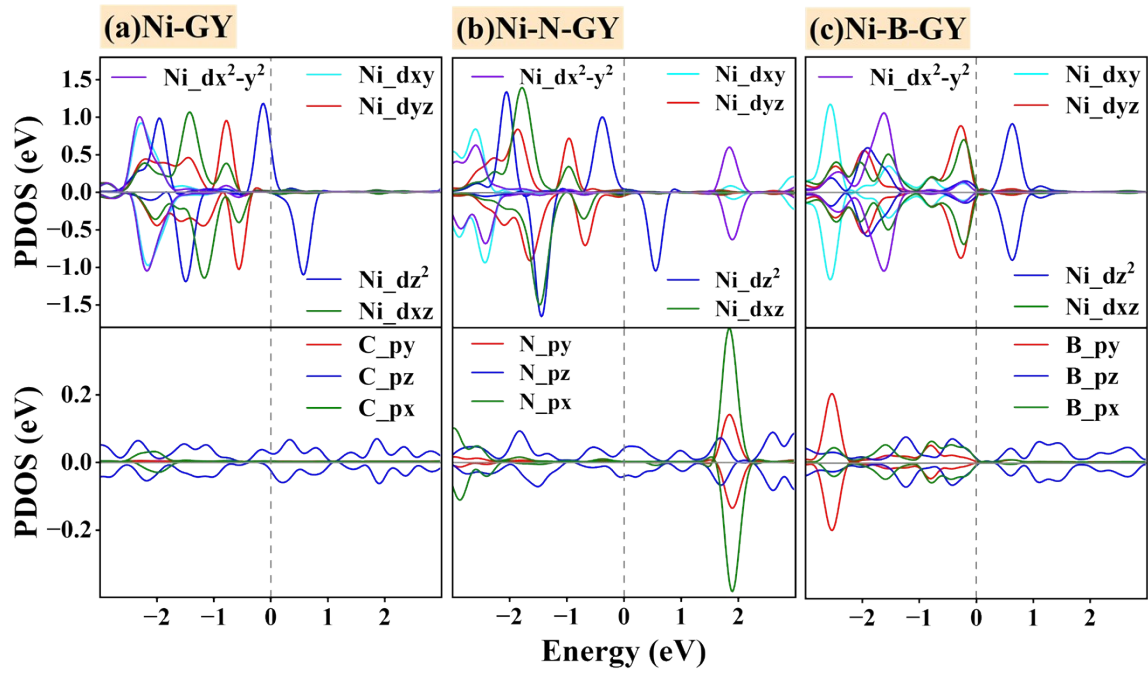 (a)Ni-GY
(b)Ni-N-GY
(c)Ni-B-GY
PDOS (eV)
1.5
1.0
0.5
0.0
−0.5
−1.0
−1.5
Ni_dx²-y²
Ni_dxy
Ni_dyz
Ni_dz²
Ni_dxz
Ni_dx²-y²
Ni_dxy
Ni_dyz
Ni_dz²
Ni_dxz
Ni_dx²-y²
Ni_dxy
Ni_dyz
Ni_dz²
Ni_dxz
PDOS (eV)
0.2
0.0
−0.2
C_py
C_pz
C_px
N_py
N_pz
N_px
B_py
B_pz
B_px
−2 −1 0 1 2
−2 −1 0 1 2
−2 −1 0 1 2
Energy (eV)